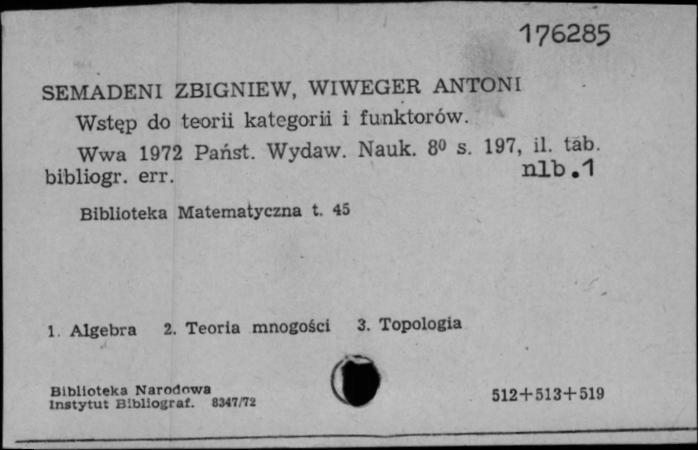 176285
SEMADENI ZBIGNIEW, WIWEGER ANTONI
Wstęp do teorii kategorii i funktorów.
Wwa 1972 Państ. Wydaw. Nauk. 8⁰ s. 197, il. tab.
bibliogr. err. nlb.1
Biblioteka Matematyczna t. 45
1. Algebra 2. Teoria mnogości 3. Topologia
Biblioteka Narodowa
Instytut Bibliograf. 8347/72 512+513+519